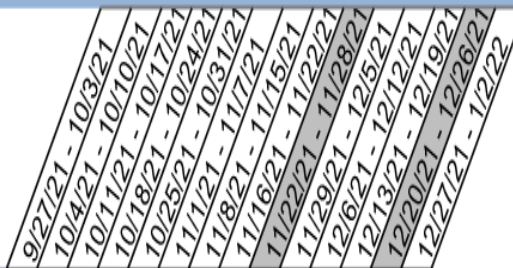 9/27/21 - 10/3/21
10/4/21 - 10/10/21
10/11/21 - 10/17/21
10/18/21 - 10/24/21
10/25/21 - 10/31/21
11/1/21 - 11/7/21
11/8/21 - 11/15/21
11/16/21 - 11/22/21
11/22/21 - 11/28/21
11/29/21 - 12/5/21
12/6/21 - 12/12/21
12/13/21 - 12/19/21
12/20/21 - 12/26/21
12/27/21 - 1/2/22